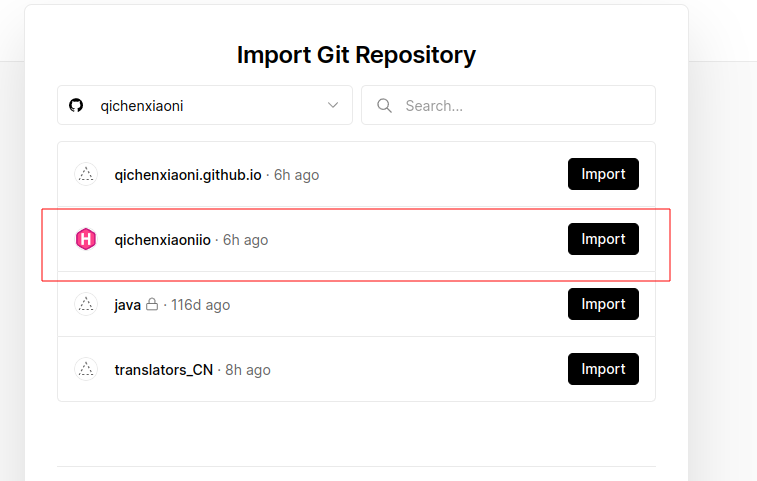 Import Git Repository
qichenxiaoni
Search...
qichenxiaoni.github.io · 6h ago
Import
H
qichenxiaoniio · 6h ago
Import
java · 116d ago
Import
translators_CN · 8h ago
Import